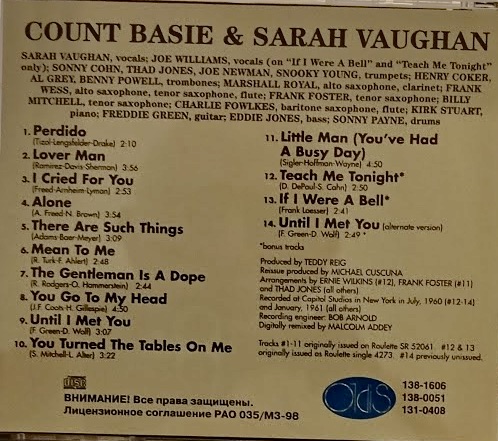 COUNT BASIE & SARAH VAUGHAN
SARAH VAUGHAN, vocals; JOE WILLIAMS, vocals (on "If I Were A Bell" and "Teach Me Tonight"
only); SONNY COHN, THAD JONES, JOE NEWMAN, SNOOKY YOUNG, trumpets; HENRY COKER,
AL GREY, BENNY POWELL, trombones; MARSHALL ROYAL, alto saxophone, clarinet; FRANK
WESS, alto saxophone, tenor saxophone, flute; FRANK FOSTER, tenor saxophone; BILLY
MITCHELL, tenor saxophone; CHARLIE FOWLKES, baritone saxophone, flute; KIRK STUART,
piano; FREDDIE GREEN, guitar; EDDIE JONES, bass; SONNY PAYNE, drums
1. Perdido
(Tizol-Lengsfelder-Drake) 2:10
2. Lover Man
(Ramirez-Davis-Sherman) 3:56
3. I Cried For You
(Freed-Arnheim-Lyman) 2:53
4. Alone
(A. Freed-N. Brown) 3:54
5. There Are Such Things
(Adams-Baer-Meyer) 3:09
6. Mean To Me
(R. Turk-F. Ahlert) 2:48
7. The Gentleman Is A Dope
(R. Rodgers-O. Hammerstein) 2:44
8. You Go To My Head
(J.F. Coots-H. Gillespie) 4:50
9. Until I Met You
(F. Green-D. Wolf) 3:07
10. You Turned The Tables On Me
(S. Mitchell-L. Alter) 3:22
11. Little Man (You've Had
A Busy Day)
(Sigler-Hoffman-Wayne) 4:50
12. Teach Me Tonight*
(D. DePaul-S. Cahn) 2:50
13. If I Were A Bell*
(Frank Loesser) 2:41
14. Until I Met You (alternate version)
(F. Green-D. Wolf) 2:49 *
*bonus tracks
Produced by TEDDY REIG
Reissue produced by MICHAEL CUSCUNA
Arrangements by ERNIE WILKINS (#12), FRANK FOSTER (#11)
and THAD JONES (all others)
Recorded at Capitol Studios in New York in July, 1960 (#12-14)
and January, 1961 (all others)
Recording engineer: BOB ARNOLD
Digitally remixed by MALCOLM ADDEY
Tracks #1-11 originally issued on Roulette SR 52061. #12 & 13
originally issued as Roulette single 4273. #14 previously unissued.
ВНИМАНИЕ! Все права защищены.
Лицензионное соглашение РАО 035/МЗ-98
138-1606
138-0051
131-0408